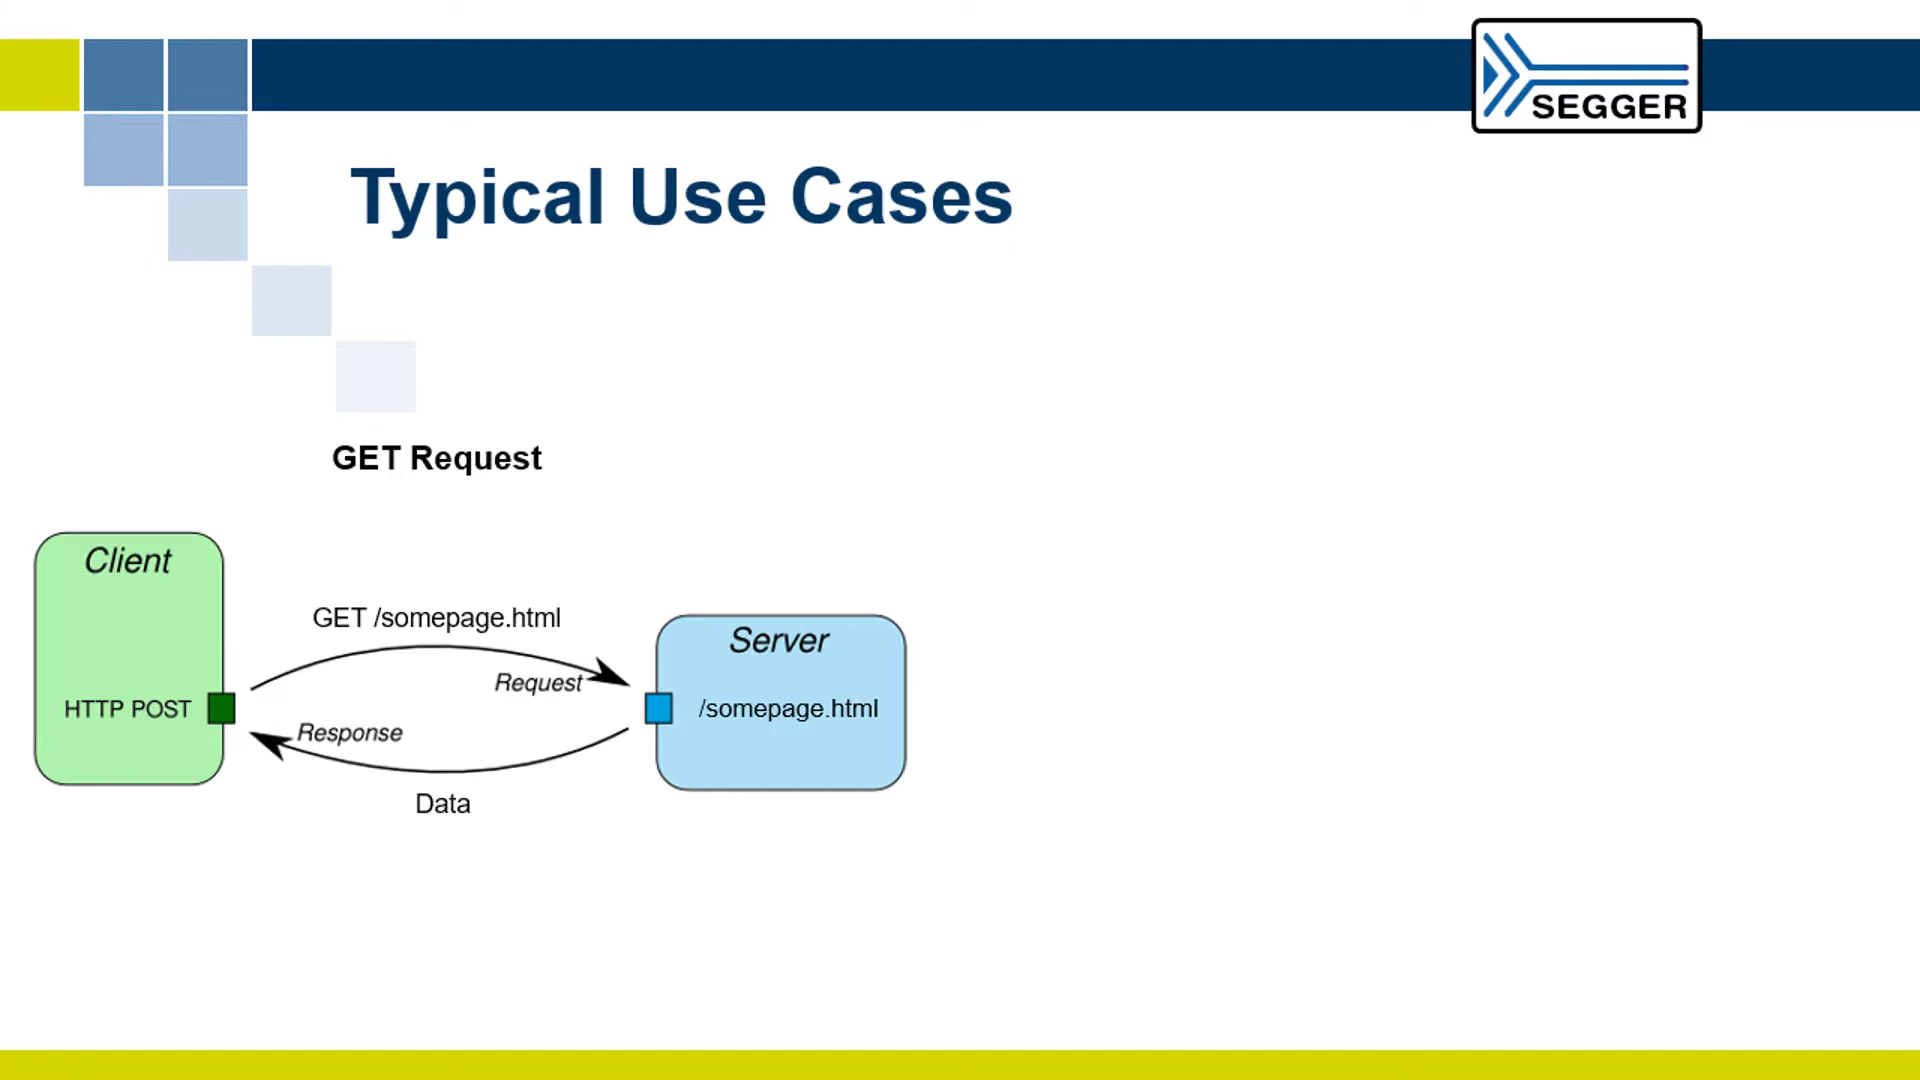 SEGGER
Typical Use Cases
GET Request
Client
GET /somepage.html
Server
Request
HTTP POST
/somepage.html
Response
Data